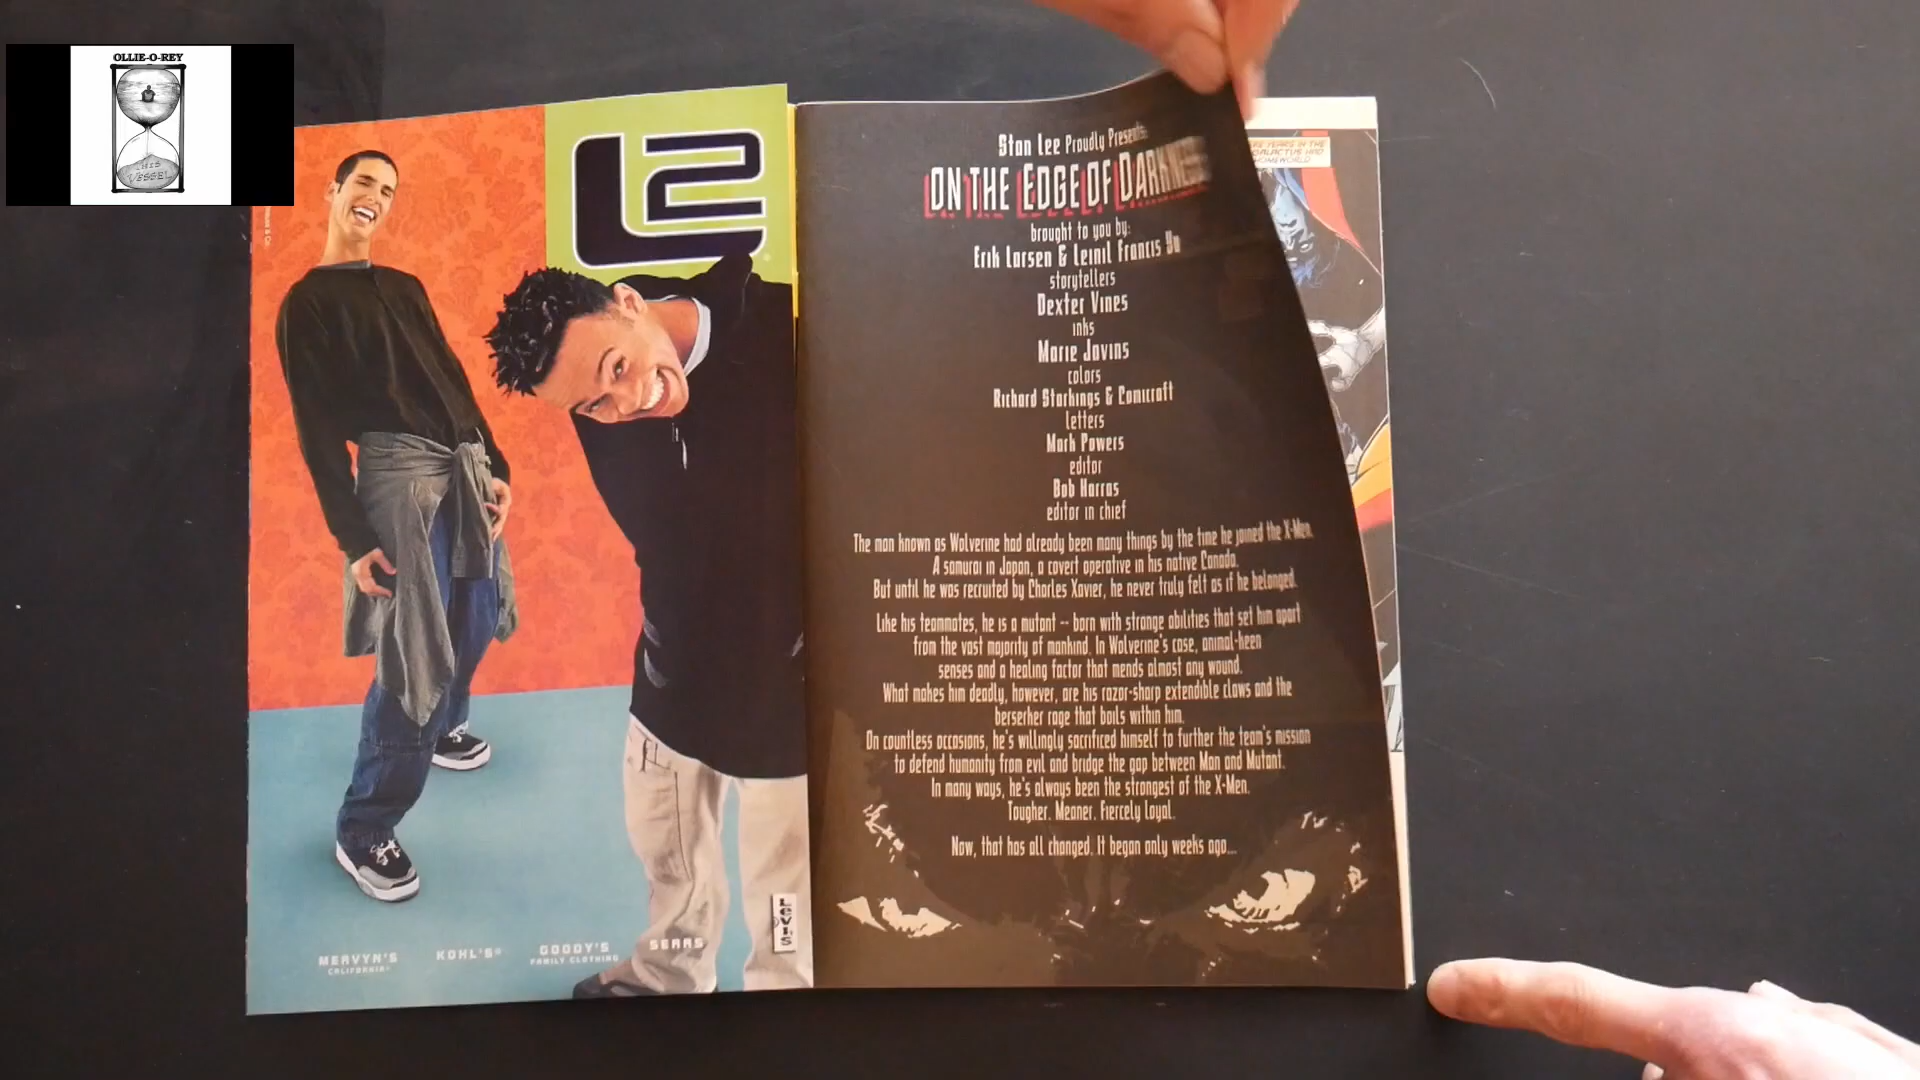 OLLIE-O-REY
HIS
VESSEL
L2
MERVYN'S
CALIFORNIA
KOHL'S
GOODY'S
FAMILY CLOTHING
SEARS
LEVI'S
Stan Lee Proudly Presents:
ON THE EDGE OF DARKNESS
brought to you by:
Erik Larsen & Leinil Francis Yu
storytellers
Dexter Vines
inks
Marie Javins
colors
Richard Starkings & Comicraft
letters
Mark Powers
editor
Bob Harras
editor in chief
The man known as Wolverine had already been many things by the time he joined the X-Men.
A samurai in Japan, a covert operative in his native Canada.
But until he was recruited by Charles Xavier, he never truly felt as if he belonged.
Like his teammates, he is a mutant -- born with strange abilities that set him apart
from the vast majority of mankind. In Wolverine's case, animal-keen
senses and a healing factor that mends almost any wound.
What makes him deadly, however, are his razor-sharp extendible claws and the
berserker rage that boils within him.
On countless occasions, he's willingly sacrificed himself to further the team's mission
to defend humanity from evil and bridge the gap between Man and Mutant.
In many ways, he's always been the strongest of the X-Men.
Tougher. Meaner. Fiercely loyal.
Now, that has all changed. It began only weeks ago...
YEARS IN THE
GALACTUS HAD
HOMEWORLD